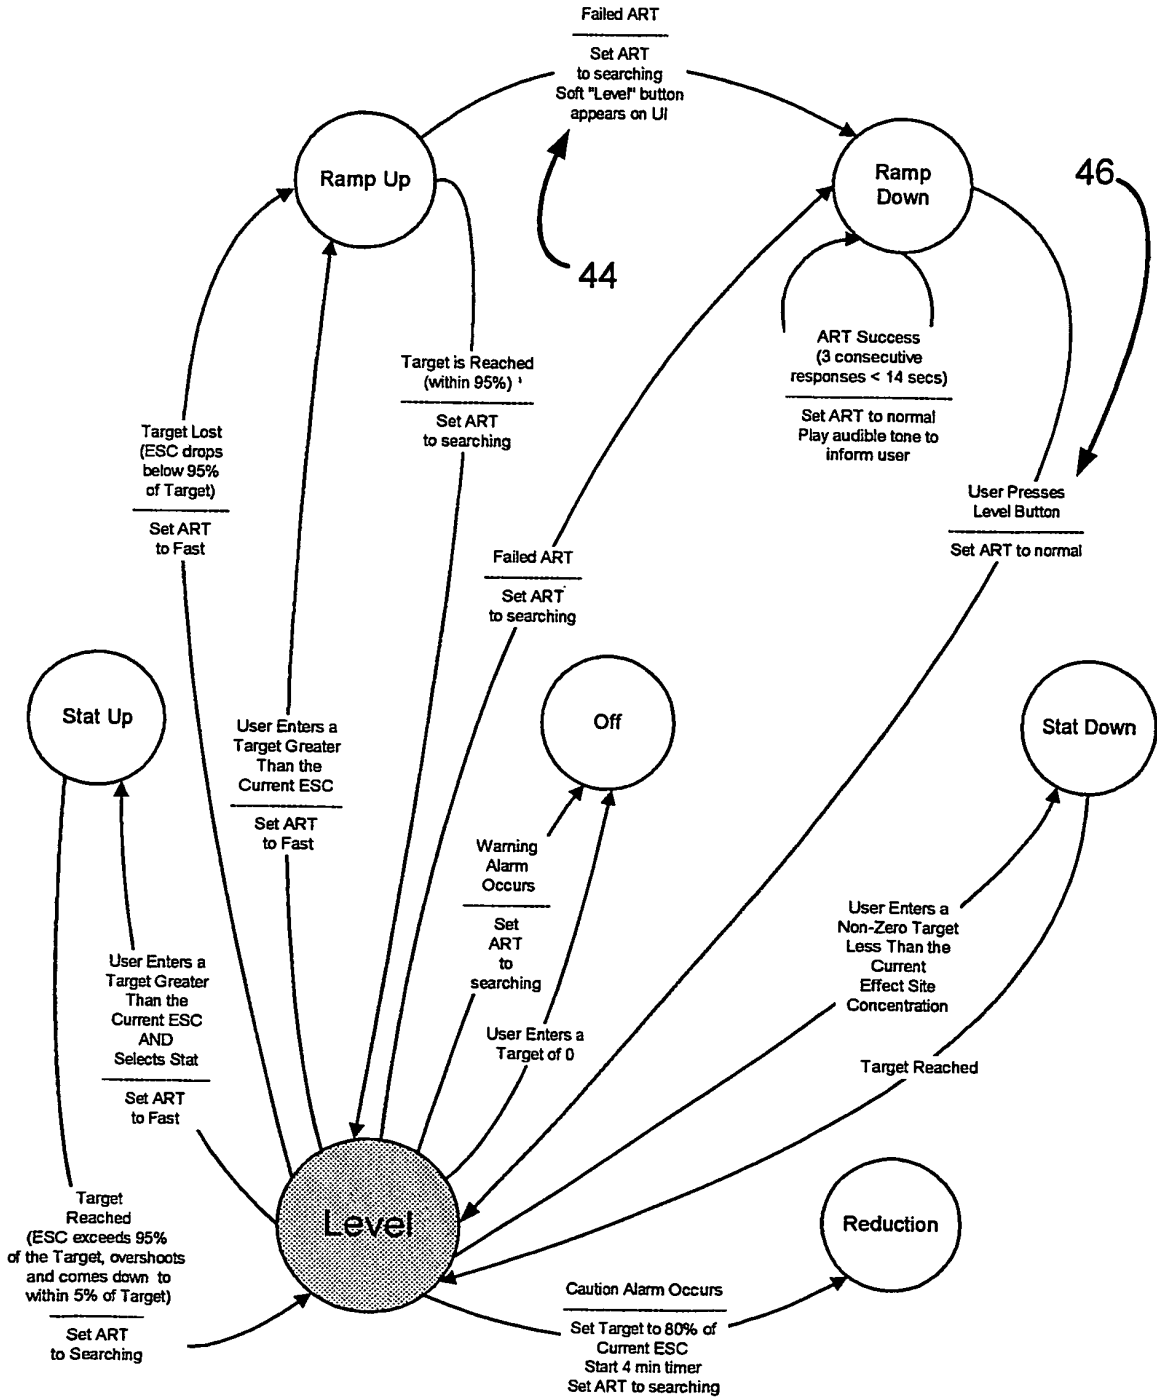 Failed ART
Set ART
to searching
Soft "Level" button
appears on UI
Ramp Up
Ramp
Down
46
44
ART Success
(3 consecutive
responses < 14 secs)
Set ART to normal
Play audible tone to
inform user
Target is Reached
(within 95%)
Set ART
to searching
Target Lost
(ESC drops
below 95%
of Target)
Set ART
to Fast
User Presses
Level Button
Set ART to normal
Failed ART
Set ART
to searching
Stat Up
Off
Stat Down
User Enters a
Target Greater
Than the
Current ESC
Set ART
to Fast
Warning
Alarm
Occurs
Set
ART
to
searching
User Enters a
Non-Zero Target
Less Than the
Current
Effect Site
Concentration
User Enters a
Target Greater
Than the
Current ESC
AND
Selects Stat
Set ART
to Fast
User Enters a
Target of 0
Target Reached
Target
Reached
(ESC exceeds 95%
of the Target, overshoots
and comes down to
within 5% of Target)
Set ART
to Searching
Level
Reduction
Caution Alarm Occurs
Set Target to 80% of
Current ESC
Start 4 min timer
Set ART to searching